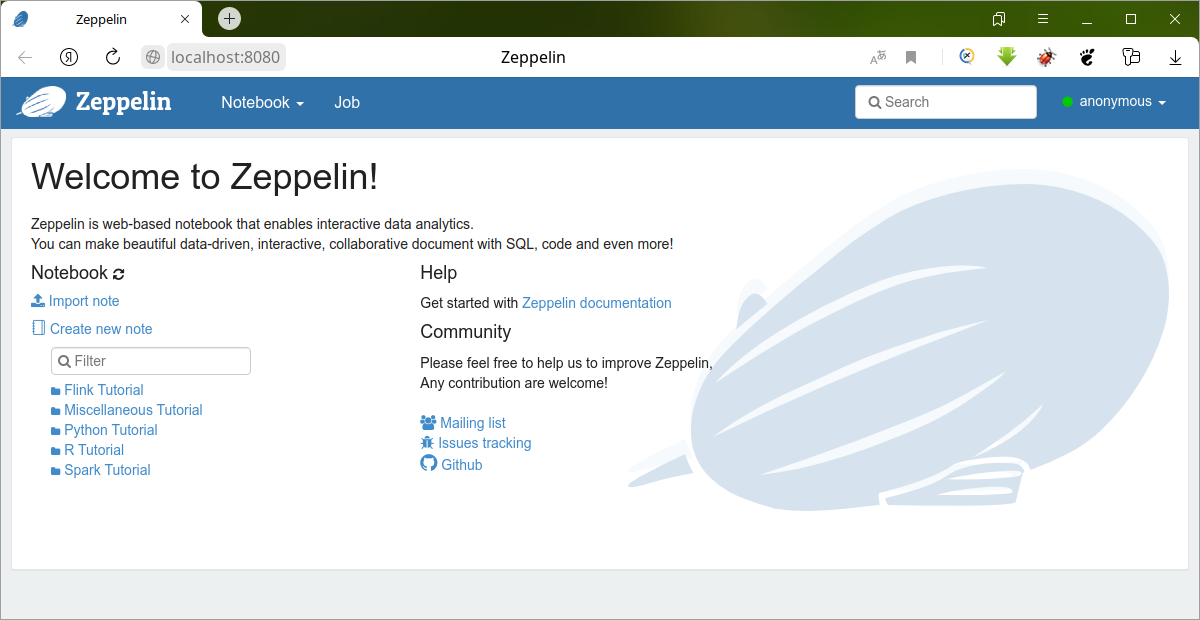 Zeppelin
localhost:8080
Zeppelin
Zeppelin
Notebook
Job
Search
anonymous
Welcome to Zeppelin!
Zeppelin is web-based notebook that enables interactive data analytics.
You can make beautiful data-driven, interactive, collaborative document with SQL, code and even more!
Notebook
Import note
Create new note
Filter
Flink Tutorial
Miscellaneous Tutorial
Python Tutorial
R Tutorial
Spark Tutorial
Help
Get started with Zeppelin documentation
Community
Please feel free to help us to improve Zeppelin,
Any contribution are welcome!
Mailing list
Issues tracking
Github